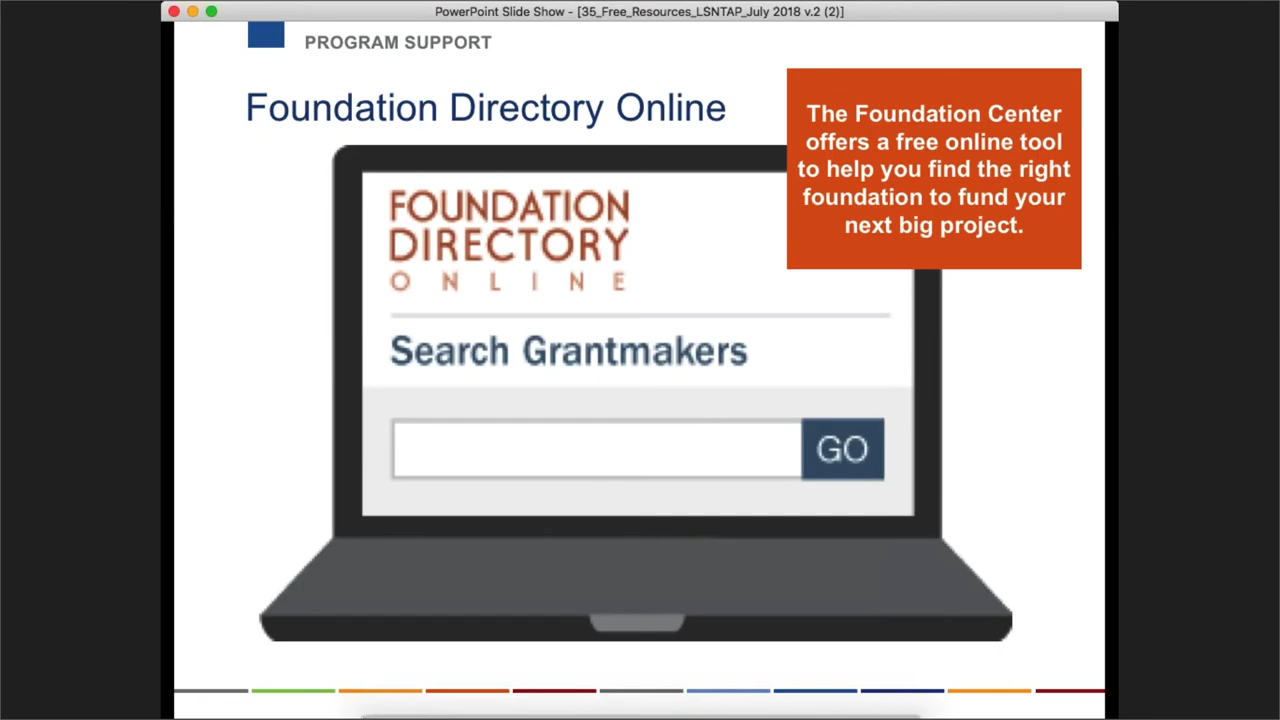 PowerPoint Slide Show - [35_Free_Resources_LSNTAP_July 2018 v.2 (2)]
PROGRAM SUPPORT
Foundation Directory Online
The Foundation Center
offers a free online tool
to help you find the right
foundation to fund your
next big project.
FOUNDATION
DIRECTORY
ONLINE
Search Grantmakers
GO